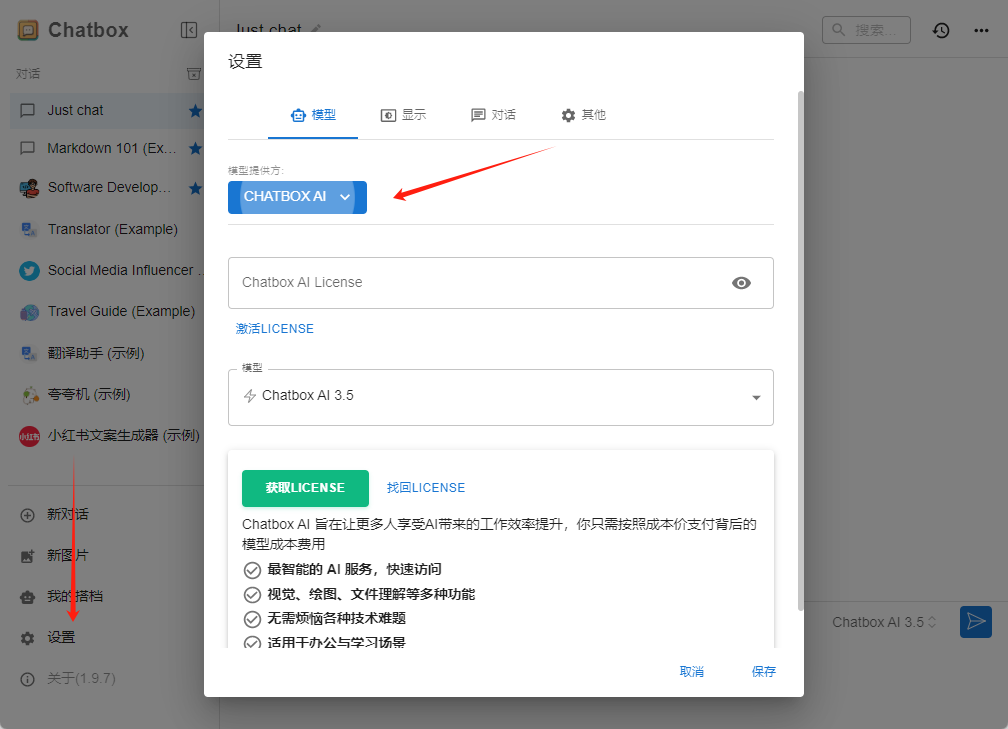 Chatbox
Just chat
搜索...
对话
Just chat
Markdown 101 (Ex...
Software Develop...
Translator (Example)
Social Media Influencer ...
Travel Guide (Example)
翻译助手 (示例)
夸夸机 (示例)
小红书
小红书文案生成器 (示例)
新对话
新图片
我的搭档
设置
关于(1.9.7)
设置
模型
显示
对话
其他
模型提供方:
CHATBOX AI
Chatbox AI License
激活LICENSE
模型
Chatbox AI 3.5
获取LICENSE
找回LICENSE
Chatbox AI 旨在让更多人享受AI带来的工作效率提升，你只需按照成本价支付背后的
模型成本费用
最智能的 AI 服务，快速访问
视觉、绘图、文件理解等多种功能
无需烦恼各种技术难题
适用于办公与学习场景
取消
保存
Chatbox AI 3.5